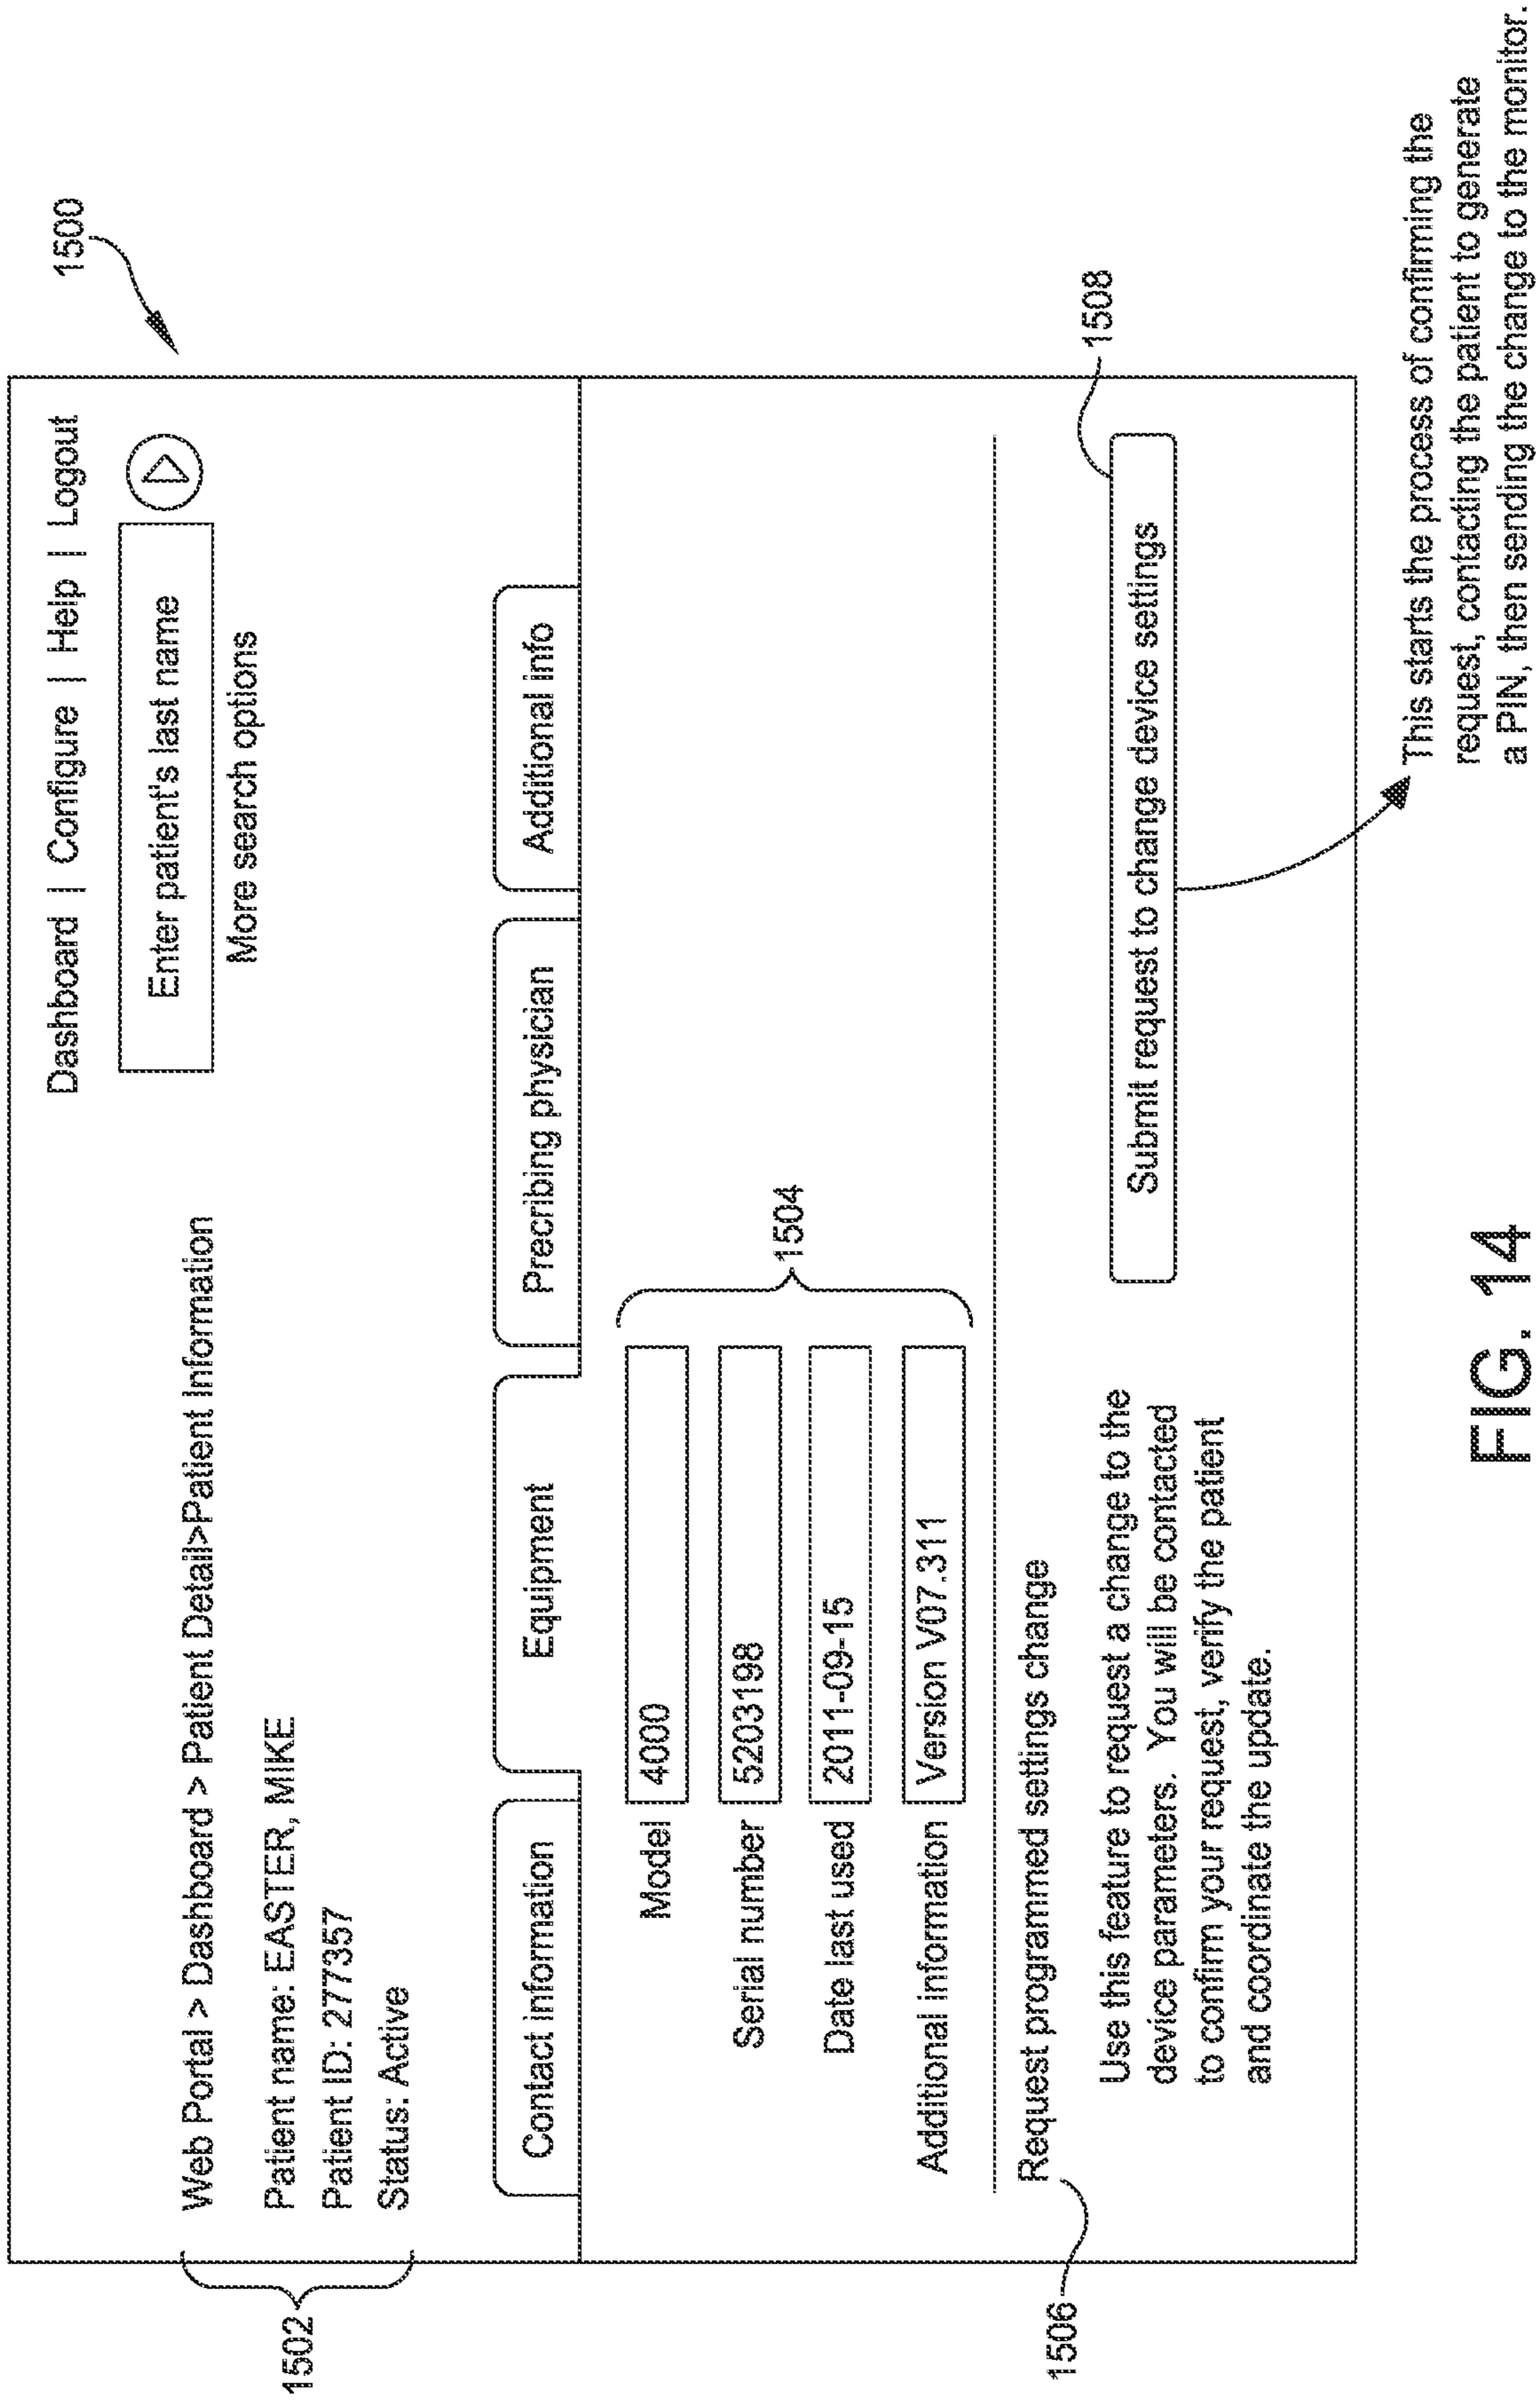 1500
Dashboard | Configure | Help | Logout
Enter patient's last name
More search options
Web Portal > Dashboard > Patient Detail>Patient Information
1502
Patient name: EASTER, MIKE
Patient ID: 277357
Status: Active
Contact information
Equipment
Precribing physician
Additional info
Model 4000
Serial number 5203198
Date last used 2011-09-15
Additional information Version V07.311
1504
Request programmed settings change
1506
Use this feature to request a change to the
device parameters. You will be contacted
to confirm your request, verify the patient
and coordinate the update.
1508
Submit request to change device settings
This starts the process of confirming the
request, contacting the patient to generate
a PIN, then sending the change to the monitor.
FIG. 14